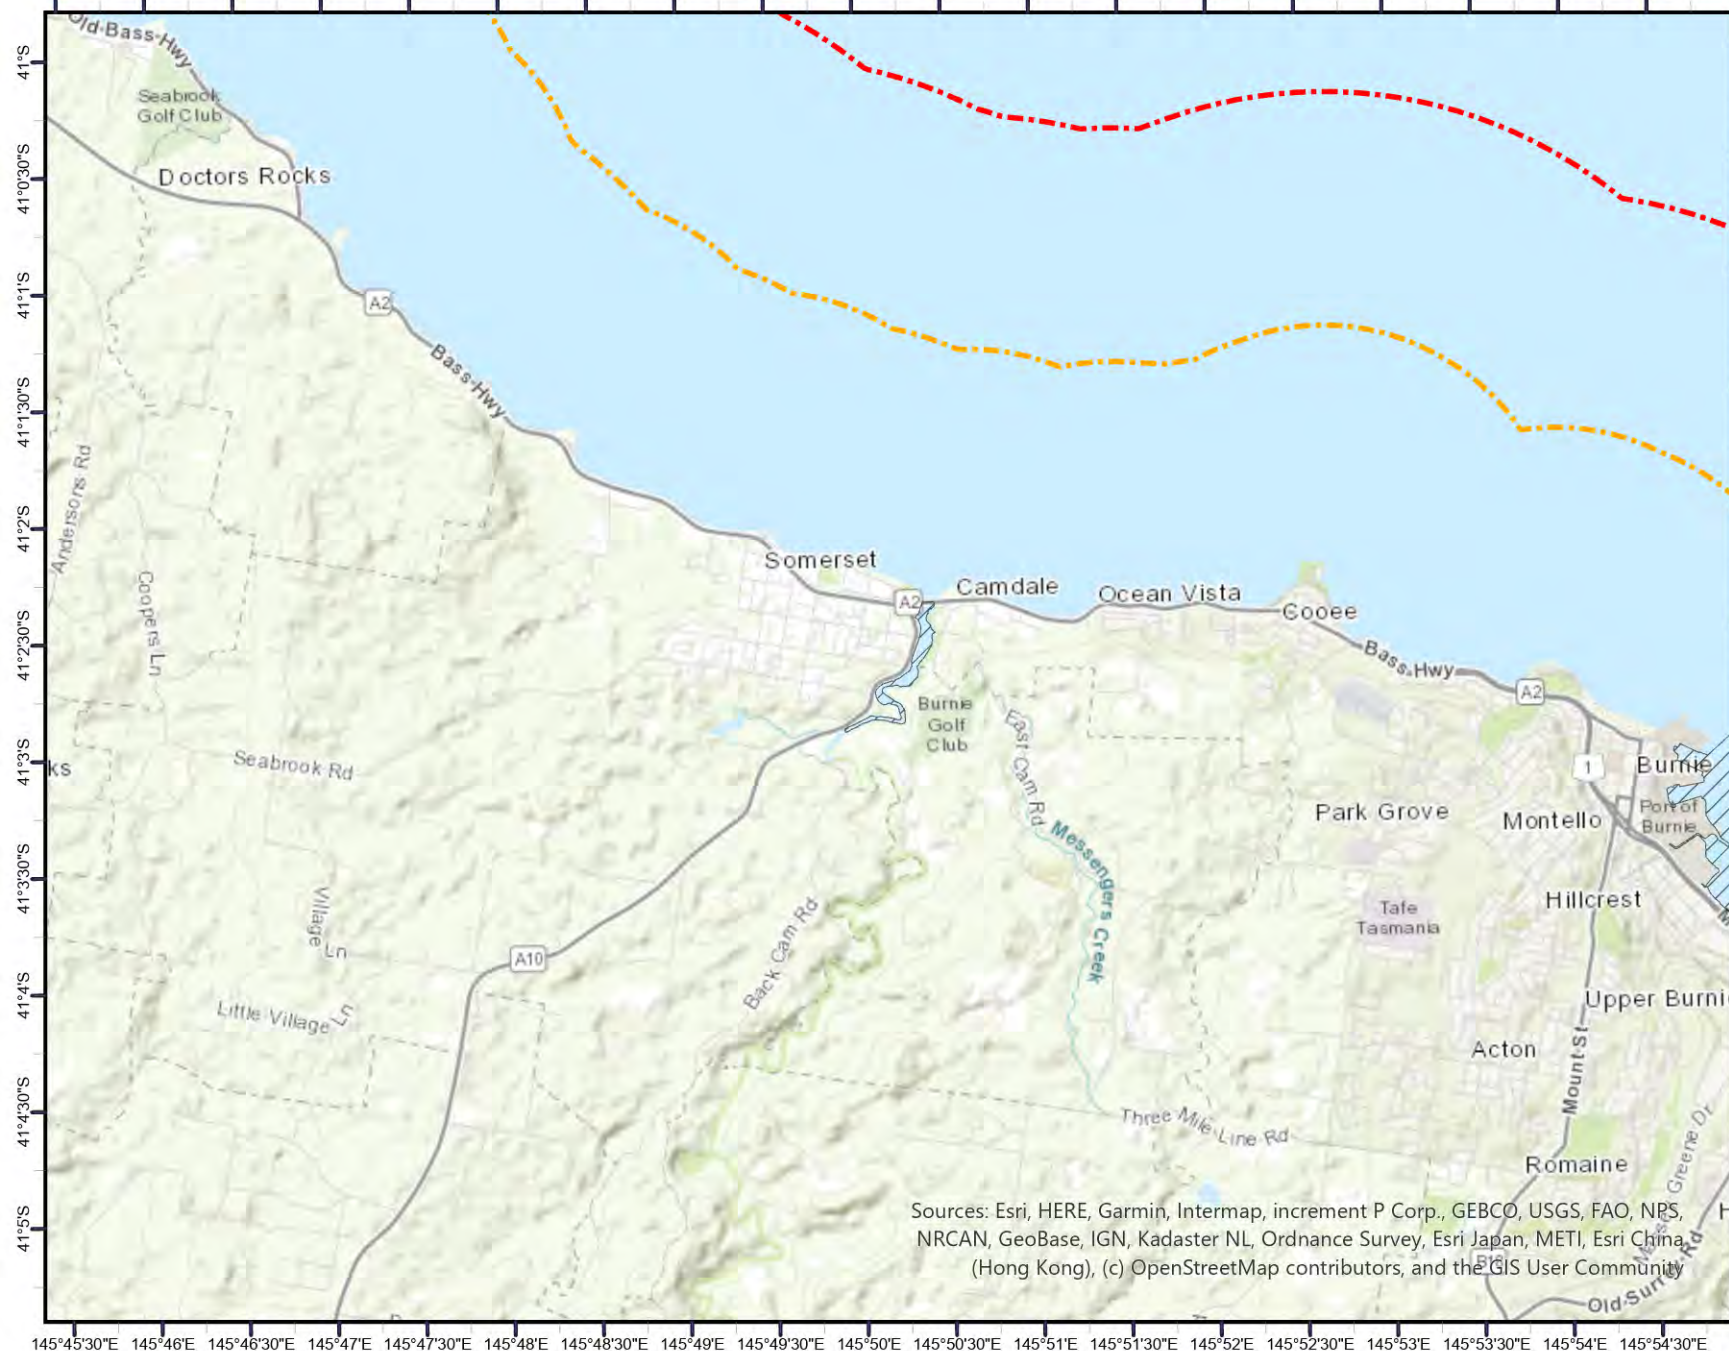 Old-Bass-Hwy
41°S
Seabrook
Golf Club
41°0'30"S
Doctors Rocks
41°1'S
A2
Bass-Hwy
41°1'30"S
Andersons Rd
41°2'S
Somerset
Coopers Ln
A2
Camdale
Ocean Vista
Cooee
41°2'30"S
Bass-Hwy
A2
Burnie
Golf
Club
East Cam Rd
41°3'S
ks
Seabrook Rd
1
Burnie
Port of
Burnie
Park Grove
Montello
Messengers Creek
41°3'30"S
Village
Ln
Hillcrest
Tafe
Tasmania
Back Cam Rd
A10
41°4'S
Upper Burni
Little Village Ln
Acton
Mount St
41°4'30"S
Three Mile Line Rd
Romaine
Greene Dr
41°5'S
Sources: Esri, HERE, Garmin, Intermap, increment P Corp., GEBCO, USGS, FAO, NPS,
NRCAN, GeoBase, IGN, Kadaster NL, Ordnance Survey, Esri Japan, METI, Esri China
(Hong Kong), (c) OpenStreetMap contributors, and the GIS User Community
B18
Old-Surrey Rd
145°45'30"E 145°46'E 145°46'30"E 145°47'E 145°47'30"E 145°48'E 145°48'30"E 145°49'E 145°49'30"E 145°50'E 145°50'30"E 145°51'E 145°51'30"E 145°52'E 145°52'30"E 145°53'E 145°53'30"E 145°54'E 145°54'30"E